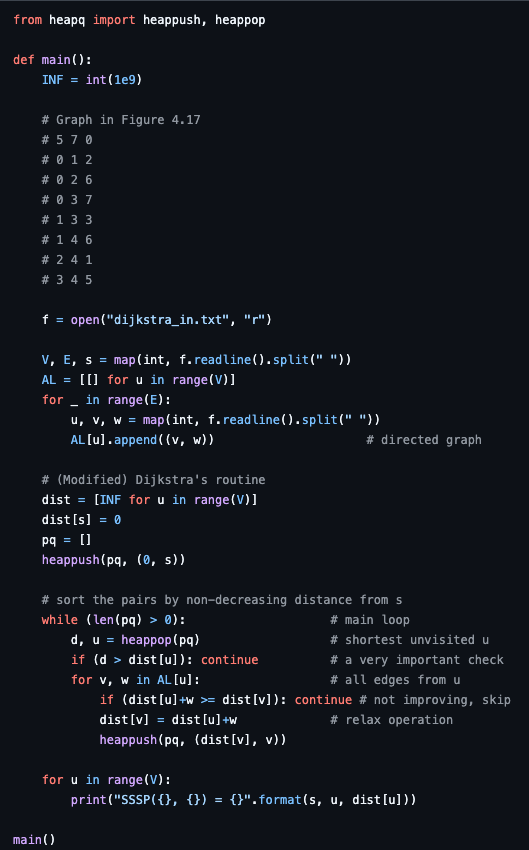 from heapq import heappush, heappop

def main():
    INF = int(1e9)

    # Graph in Figure 4.17
    # 5 7 0
    # 0 1 2
    # 0 2 6
    # 0 3 7
    # 1 3 3
    # 1 4 6
    # 2 4 1
    # 3 4 5

    f = open("dijkstra_in.txt", "r")

    V, E, s = map(int, f.readline().split(" "))
    AL = [[] for u in range(V)]
    for _ in range(E):
        u, v, w = map(int, f.readline().split(" "))
        AL[u].append((v, w))                     # directed graph

    # (Modified) Dijkstra's routine
    dist = [INF for u in range(V)]
    dist[s] = 0
    pq = []
    heappush(pq, (0, s))

    # sort the pairs by non-decreasing distance from s
    while (len(pq) > 0):                    # main loop
        d, u = heappop(pq)                  # shortest unvisited u
        if (d > dist[u]): continue          # a very important check
        for v, w in AL[u]:                  # all edges from u
            if (dist[u]+w >= dist[v]): continue # not improving, skip
            dist[v] = dist[u]+w             # relax operation
            heappush(pq, (dist[v], v))

    for u in range(V):
        print("SSSP({}, {}) = {}".format(s, u, dist[u]))

main()